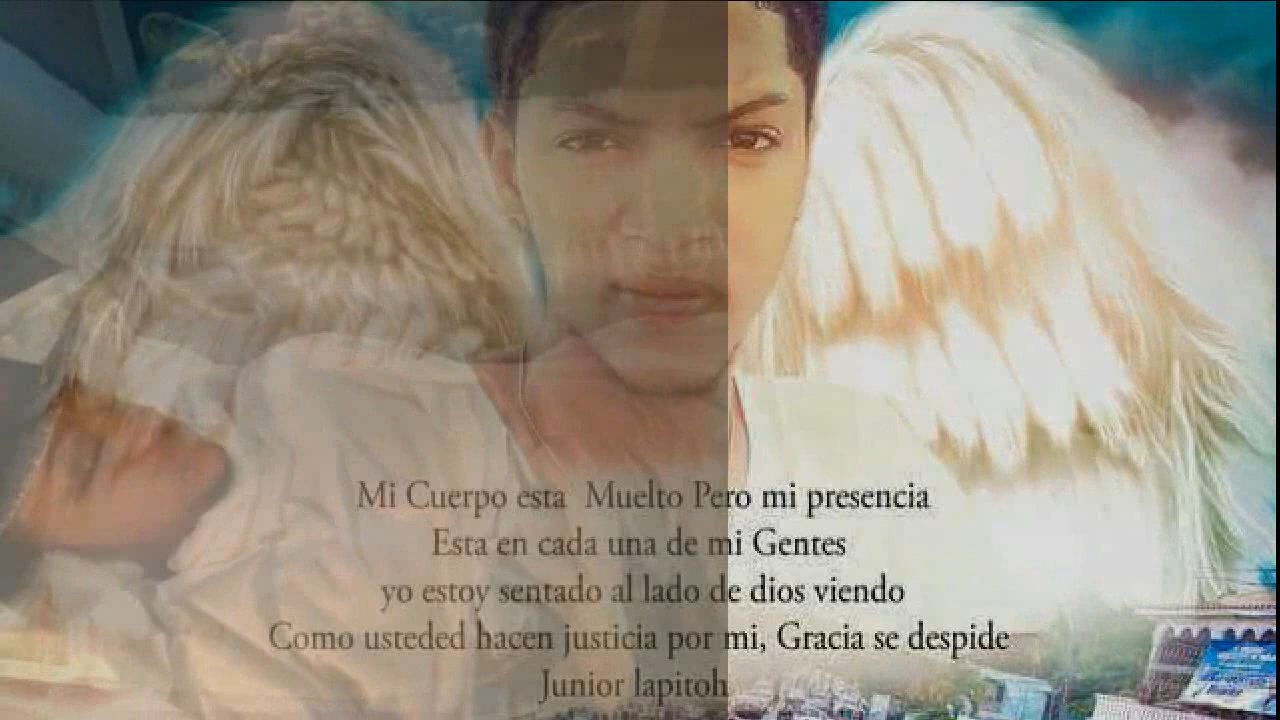 Mi Cuerpo esta Muelto Pero mi presencia
Esta en cada una de mi Gentes
yo estoy sentado al lado de dios viendo
Como usteded hacen justicia por mi, Gracia se despide
Junior lapitoh